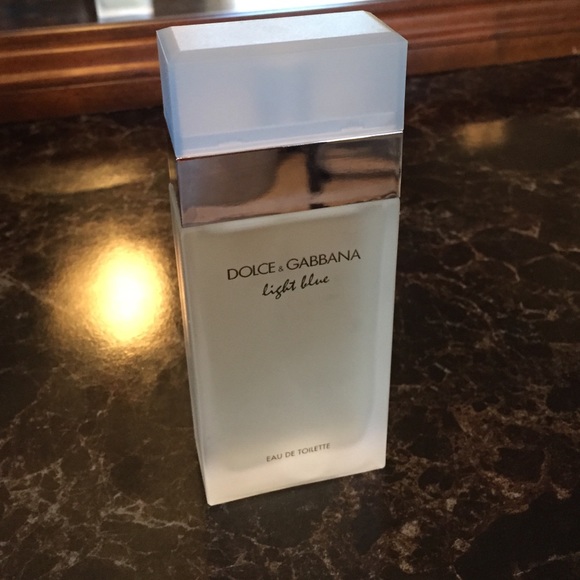 DOLCE & GABBANA
light blue
EAU DE TOILETTE